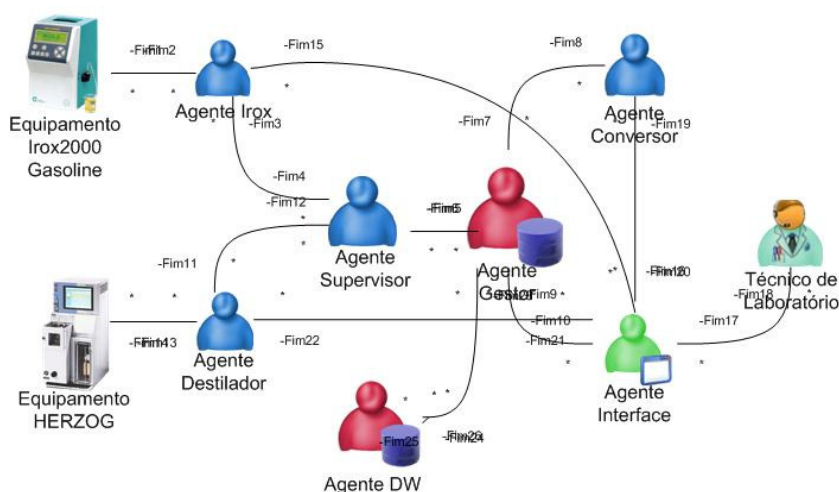 -Fim2
-Fim15
-Fim8
Agente Irox
Agente
Conversor
-Fim3
-Fim7
-Fim19
Equipamento
Irox2000
Gasoline
-Fim4
-Fim12
Agente
Supervisor
Agente
Gestor
Técnico de
Laboratório
-Fim11
-Fim9
-Fim18
-Fim10
-Fim17
-Fim22
-Fim21
Agente
Destilador
Equipamento
HERZOG
Agente
Interface
-Fim25
Agente DW